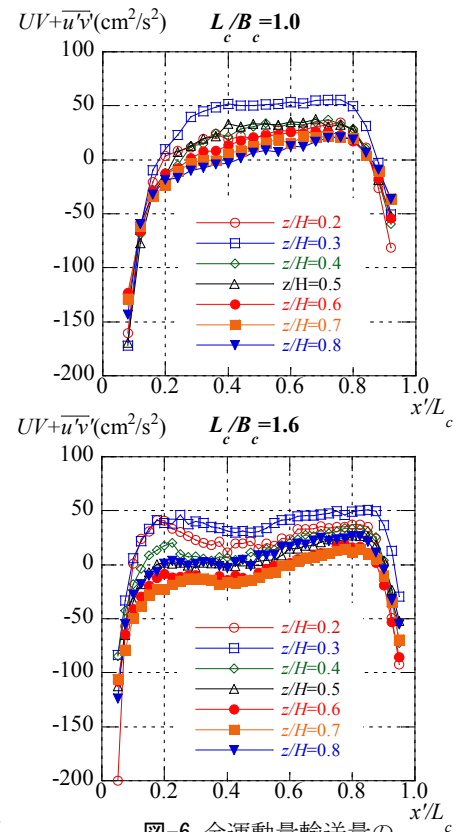 UV+u'v'(cm²/s²) L_c/B_c=1.0
100
50
0
-50
-100
-150
-200
z/H=0.2
z/H=0.3
z/H=0.4
z/H=0.5
z/H=0.6
z/H=0.7
z/H=0.8
0 0.2 0.4 0.6 0.8 1.0
x'/L_c
UV+u'v'(cm²/s²) L_c/B_c=1.6
100
50
0
-50
-100
-150
-200
z/H=0.2
z/H=0.3
z/H=0.4
z/H=0.5
z/H=0.6
z/H=0.7
z/H=0.8
0 0.2 0.4 0.6 0.8 1.0
x'/L_c
図-6 全運動量輸送量の